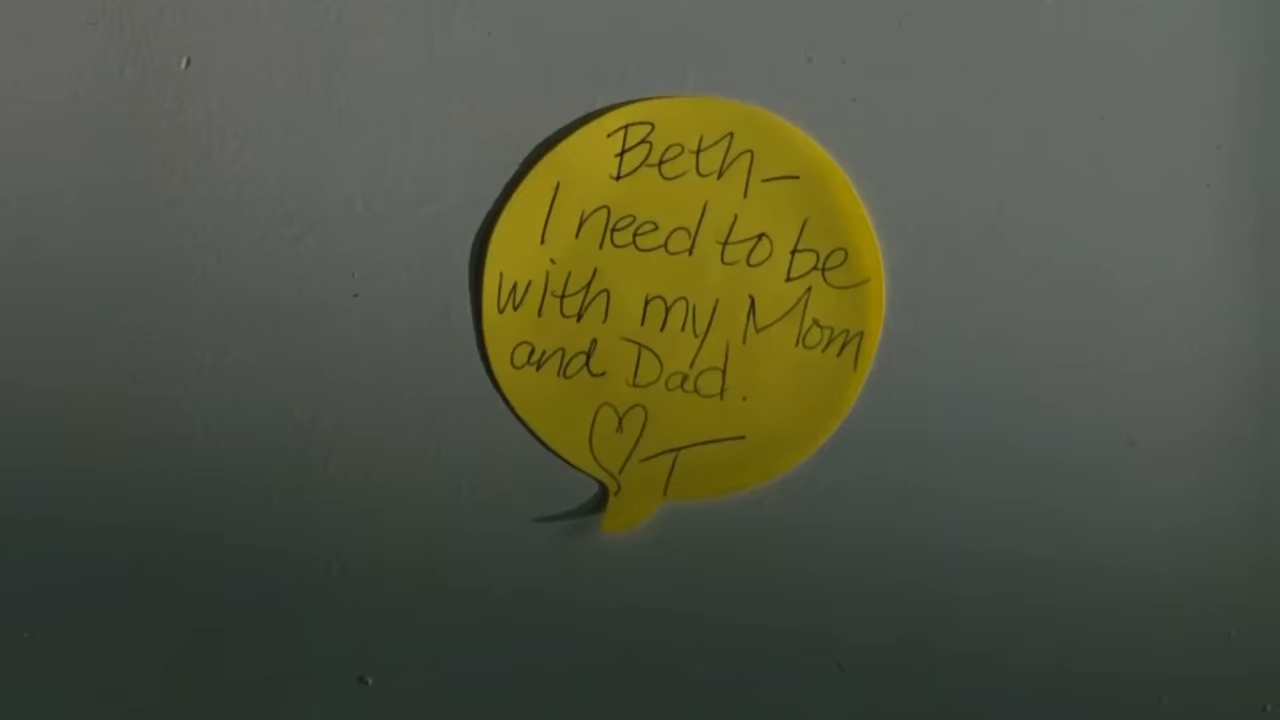 Beth-
I need to be
with my Mom
and Dad.
♡ T